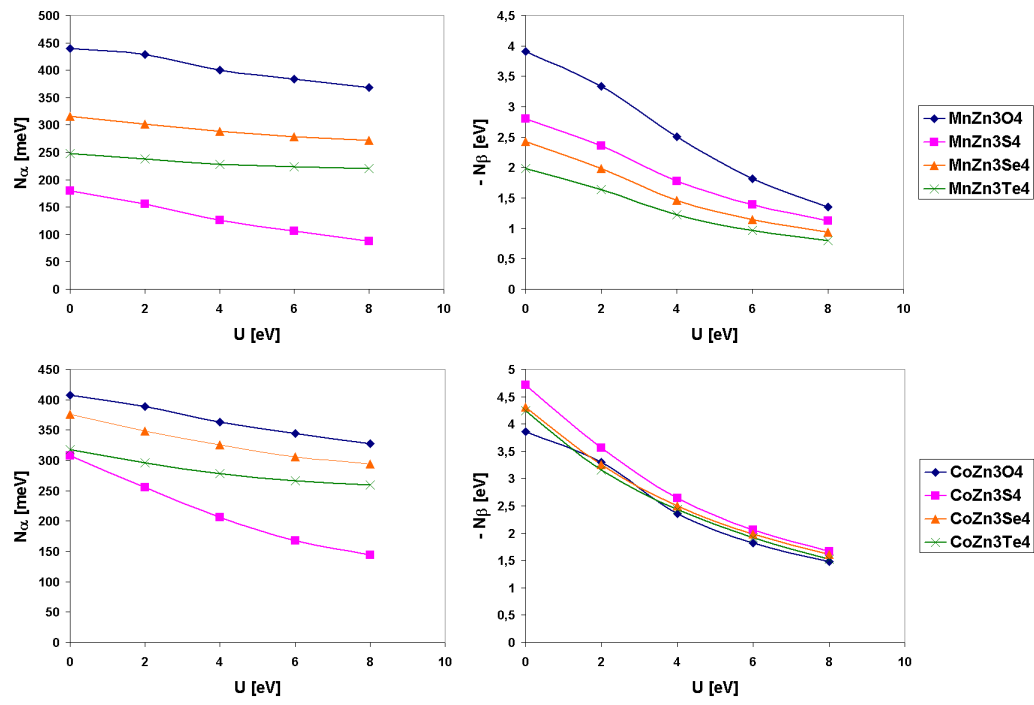 500
450
400
350
300
250
200
150
100
50
0
Nα [meV]
0 2 4 6 8 10
U [eV]
4,5
4
3,5
3
2,5
2
1,5
1
0,5
0
- Nβ [eV]
0 2 4 6 8 10
U [eV]
MnZn3O4
MnZn3S4
MnZn3Se4
MnZn3Te4
450
400
350
300
250
200
150
100
50
0
Nα [meV]
0 2 4 6 8 10
U [eV]
5
4,5
4
3,5
3
2,5
2
1,5
1
0,5
0
- Nβ [eV]
0 2 4 6 8 10
U [eV]
CoZn3O4
CoZn3S4
CoZn3Se4
CoZn3Te4